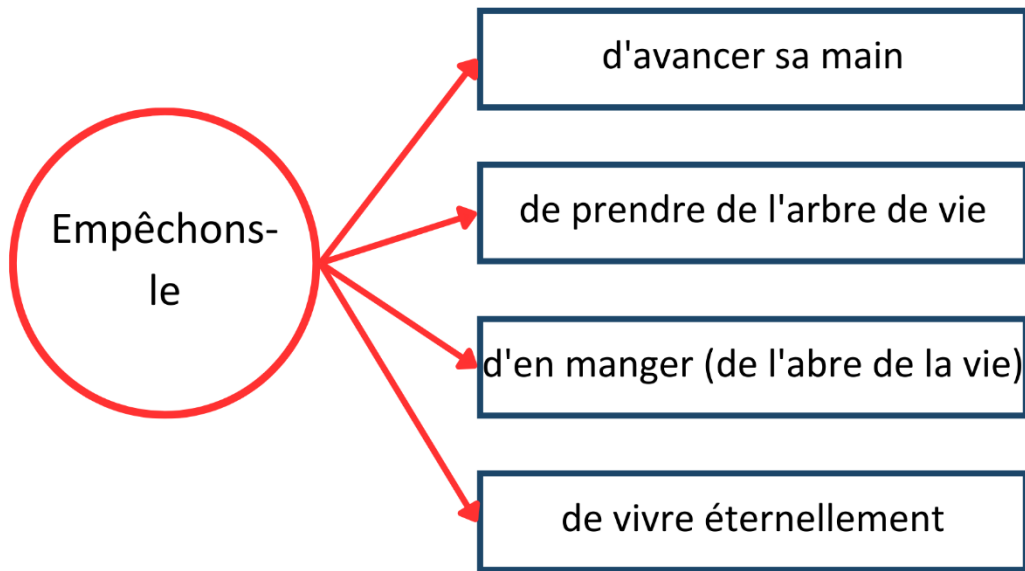 Empêchons-
le
d'avancer sa main
de prendre de l'arbre de vie
d'en manger (de l'abre de la vie)
de vivre éternellement